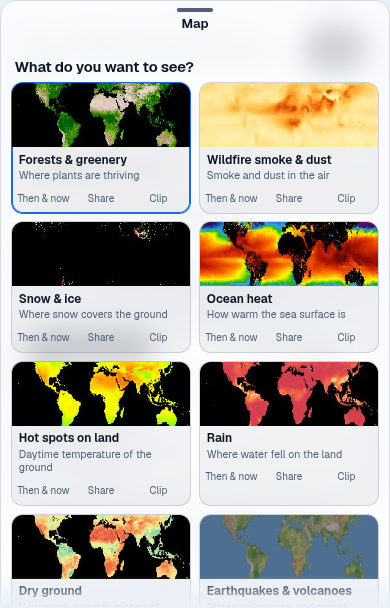 Map
What do you want to see?
Forests & greenery
Where plants are thriving
Then & now Share Clip
Wildfire smoke & dust
Smoke and dust in the air
Then & now Share Clip
Snow & ice
Where snow covers the ground
Then & now Share Clip
Ocean heat
How warm the sea surface is
Then & now Share Clip
Hot spots on land
Daytime temperature of the
ground
Then & now Share Clip
Rain
Where water fell on the land
Then & now Share Clip
Dry ground
Earthquakes & volcanoes